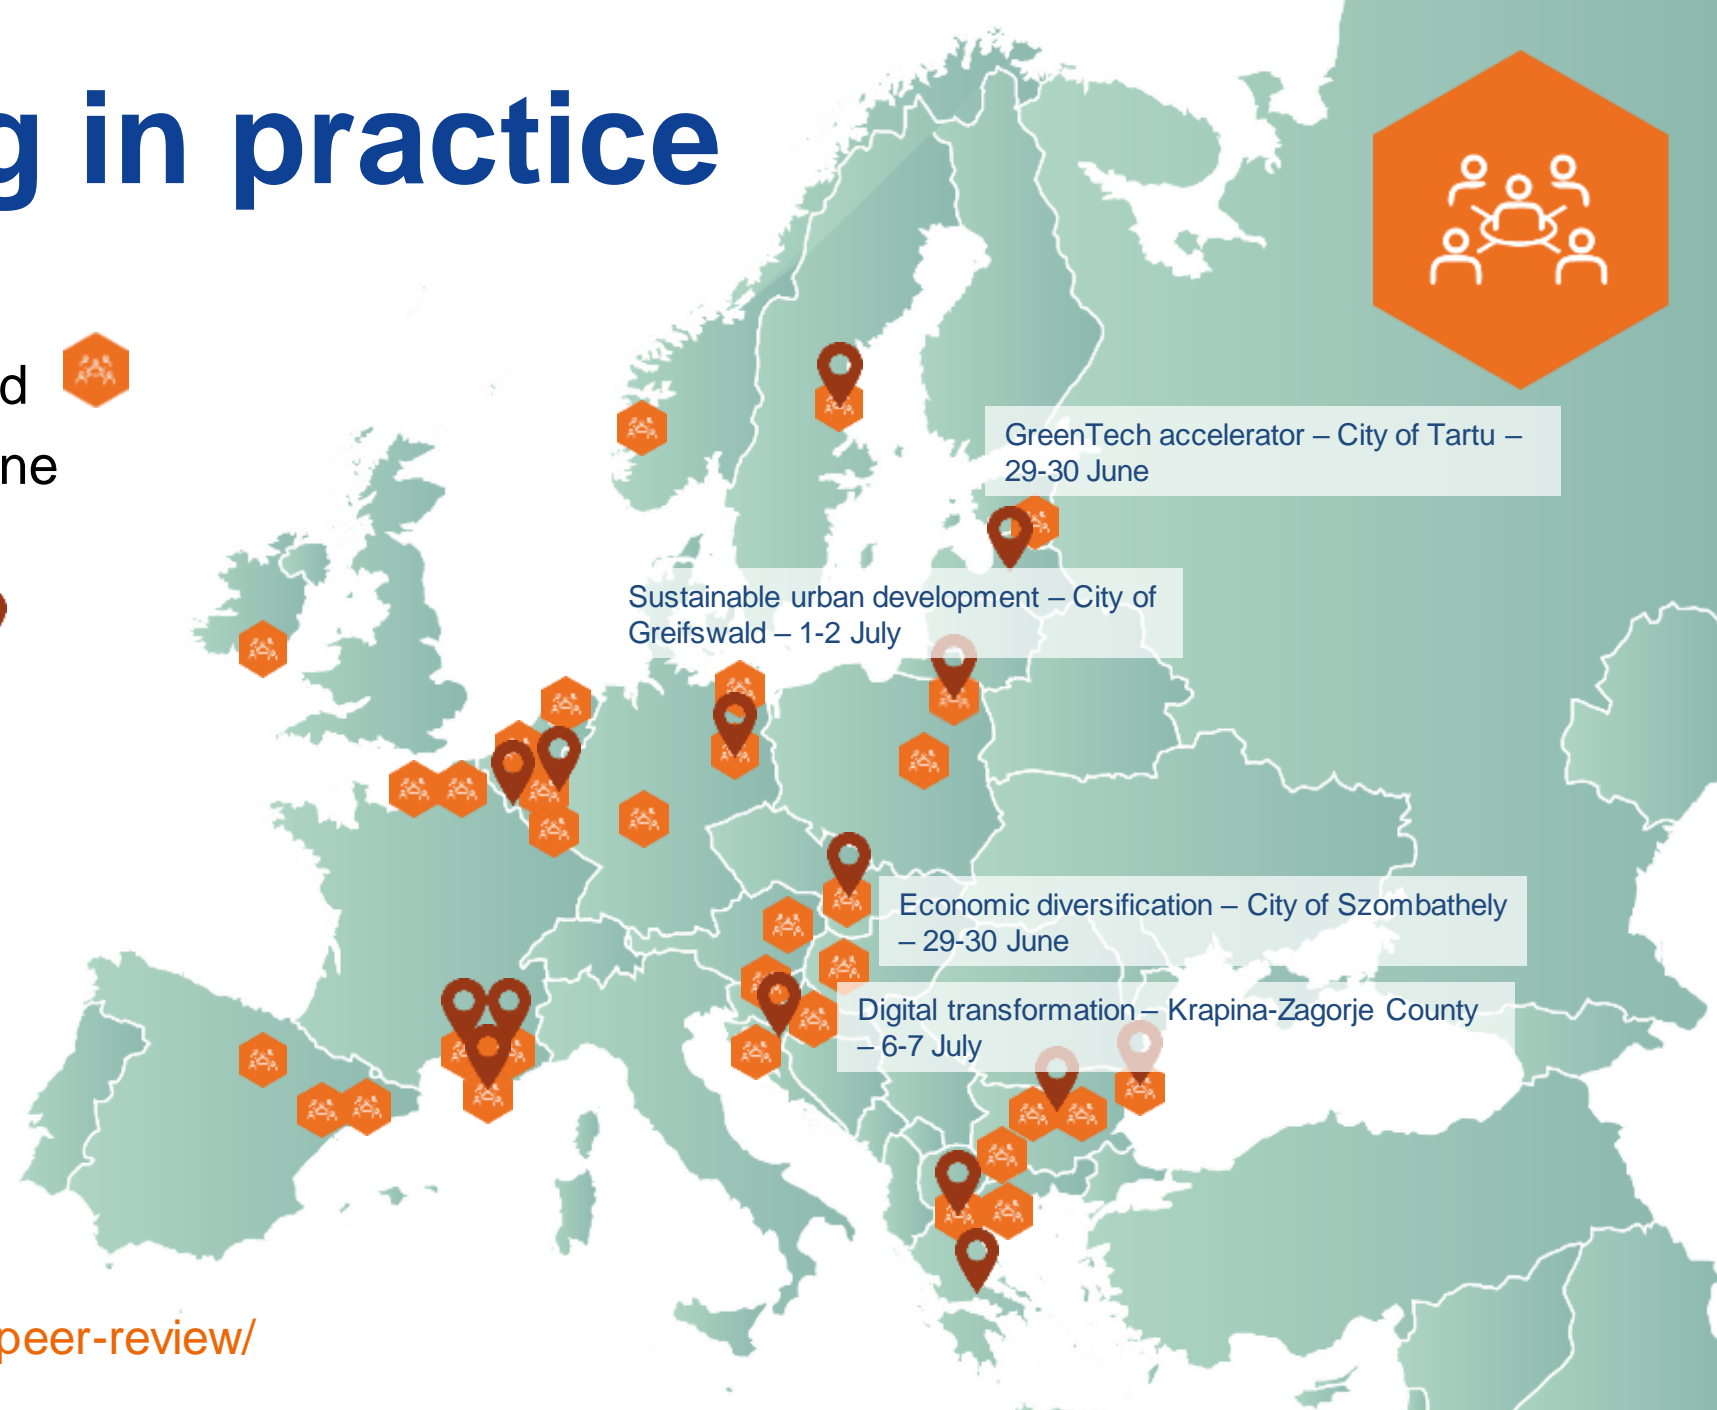 g in practice
d
ne
GreenTech accelerator – City of Tartu –
29-30 June
Sustainable urban development – City of
Greifswald – 1-2 July
Economic diversification – City of Szombathely
– 29-30 June
Digital transformation – Krapina-Zagorje County
– 6-7 July
peer-review/